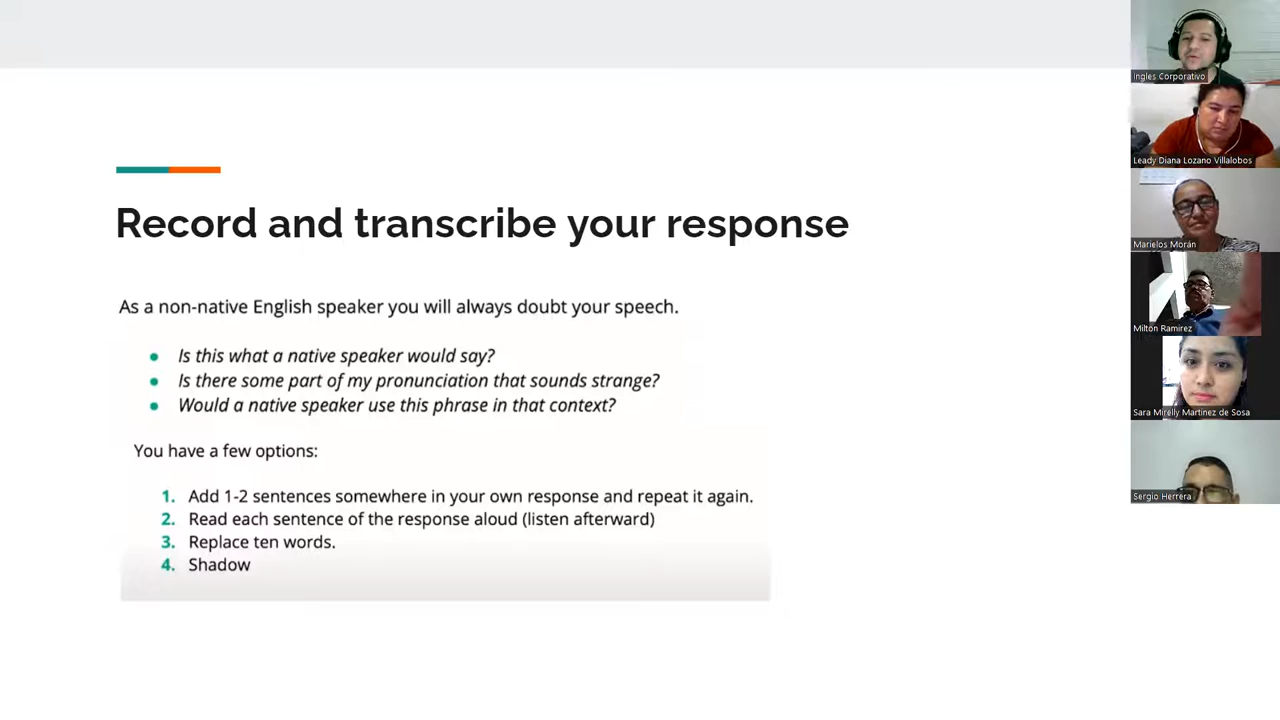 Record and transcribe your response
As a non-native English speaker you will always doubt your speech.
Is this what a native speaker would say?
Is there some part of my pronunciation that sounds strange?
Would a native speaker use this phrase in that context?
You have a few options:
1. Add 1-2 sentences somewhere in your own response and repeat it again.
2. Read each sentence of the response aloud (listen afterward)
3. Replace ten words.
4. Shadow
Ingles Corporativo
Leady Diana Lozano Villalobos
Marielos Morán
Milton Ramirez
Sara Mirelly Martinez de Sosa
Sergio Herrera